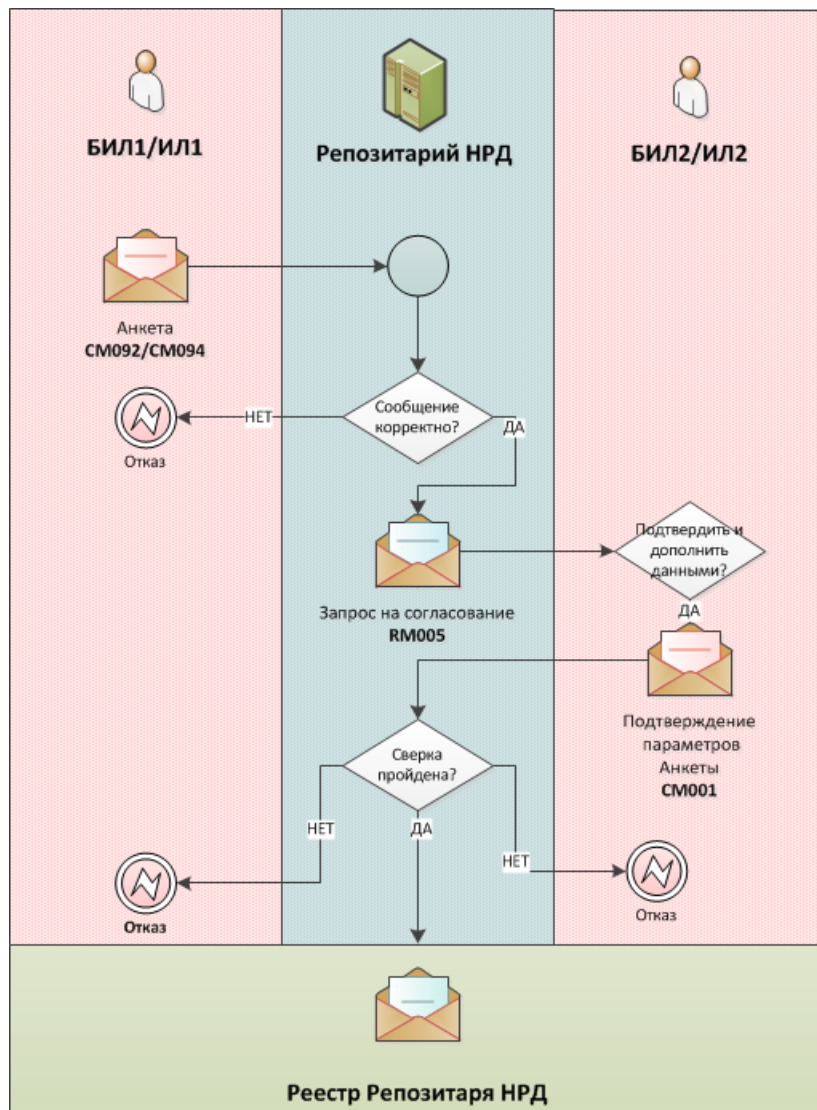 БИЛ1/ИЛ1
Репозитарий НРД
БИЛ2/ИЛ2
Анкета
CM092/CM094
Сообщение
корректно?
НЕТ
ДА
Отказ
Подтвердить и
дополнить
данными?
Запрос на согласование
RM005
ДА
Подтверждение
параметров
Анкеты
CM001
Сверка
пройдена?
НЕТ
ДА
НЕТ
Отказ
Отказ
Реестр Репозитаря НРД